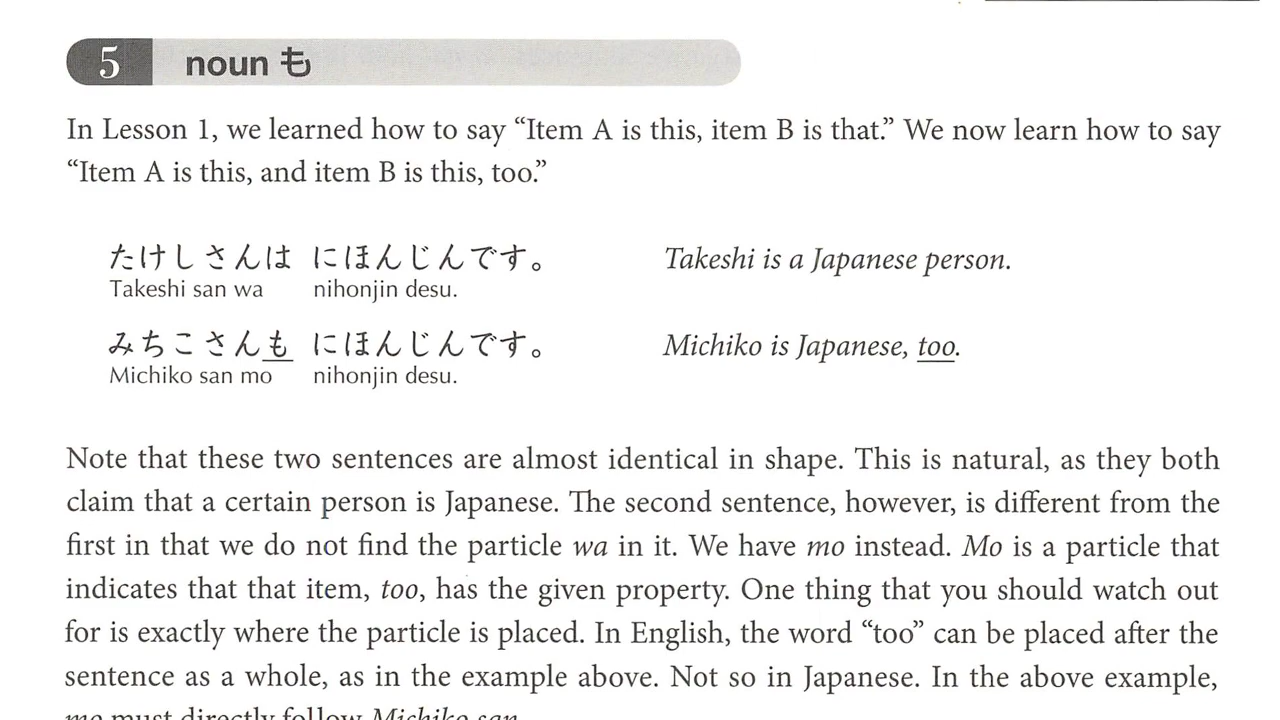 5 noun も
In Lesson 1, we learned how to say “Item A is this, item B is that.” We now learn how to say
“Item A is this, and item B is this, too.”
たけしさんは にほんじんです。 Takeshi is a Japanese person.
Takeshi san wa nihonjin desu.
みちこさんも にほんじんです。 Michiko is Japanese, too.
Michiko san mo nihonjin desu.
Note that these two sentences are almost identical in shape. This is natural, as they both
claim that a certain person is Japanese. The second sentence, however, is different from the
first in that we do not find the particle wa in it. We have mo instead. Mo is a particle that
indicates that that item, too, has the given property. One thing that you should watch out
for is exactly where the particle is placed. In English, the word “too” can be placed after the
sentence as a whole, as in the example above. Not so in Japanese. In the above example,
mo must directly follow Michiko san.